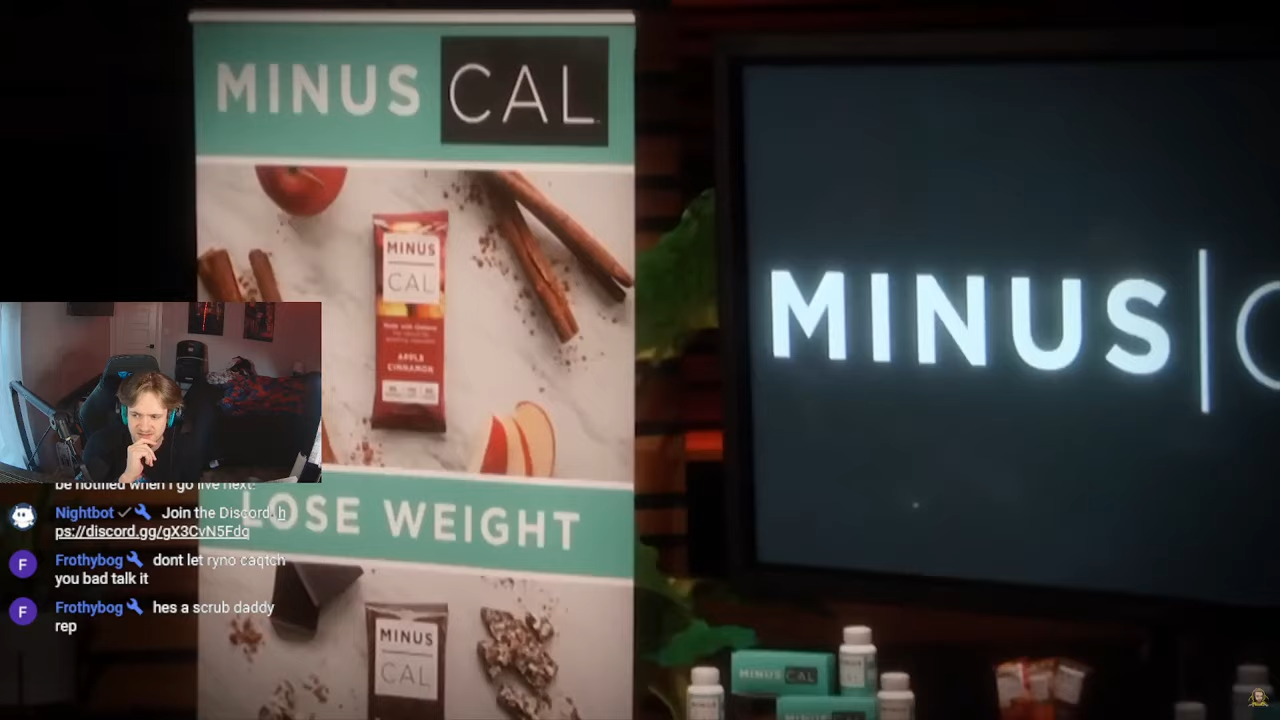 MINUS CAL
MINUS
CAL
APPLE
CINNAMON
LOSE WEIGHT
MINUS
CAL
MINUS
MINUS CAL
be notified when I go live next!
Nightbot Join the Discord. h
ps://discord.gg/gX3CvN5Fdq
Frothybog dont let ryno caqtch
you bad talk it
Frothybog hes a scrub daddy
rep
F
F